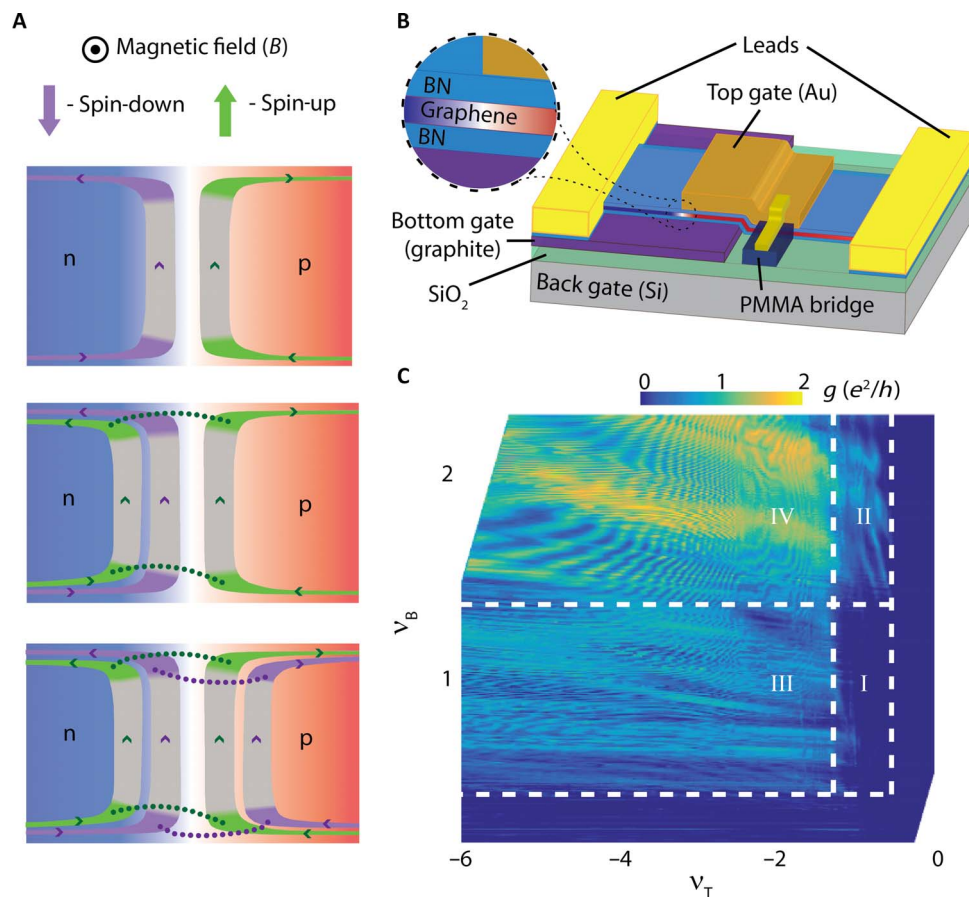 A
Magnetic field (B)
- Spin-down
- Spin-up
n
p
n
p
n
p
B
BN
Graphene
BN
Leads
Top gate (Au)
Bottom gate
(graphite)
SiO2
Back gate (Si)
PMMA bridge
C
0
1
2
g (e²/h)
2
IV
II
νB
1
III
I
−6
−4
−2
0
νT